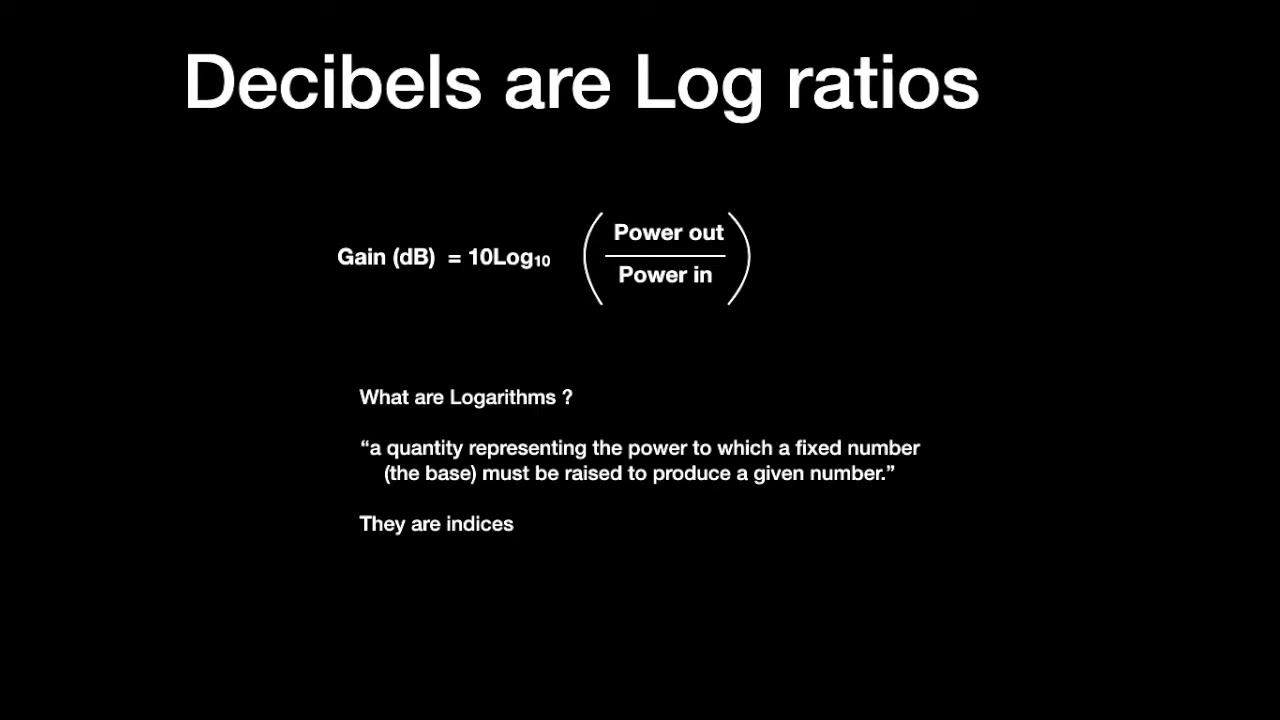 Decibels are Log ratios
Gain (dB) = 10Log₁₀ (Power out / Power in)
What are Logarithms ?
“a quantity representing the power to which a fixed number
(the base) must be raised to produce a given number.”
They are indices